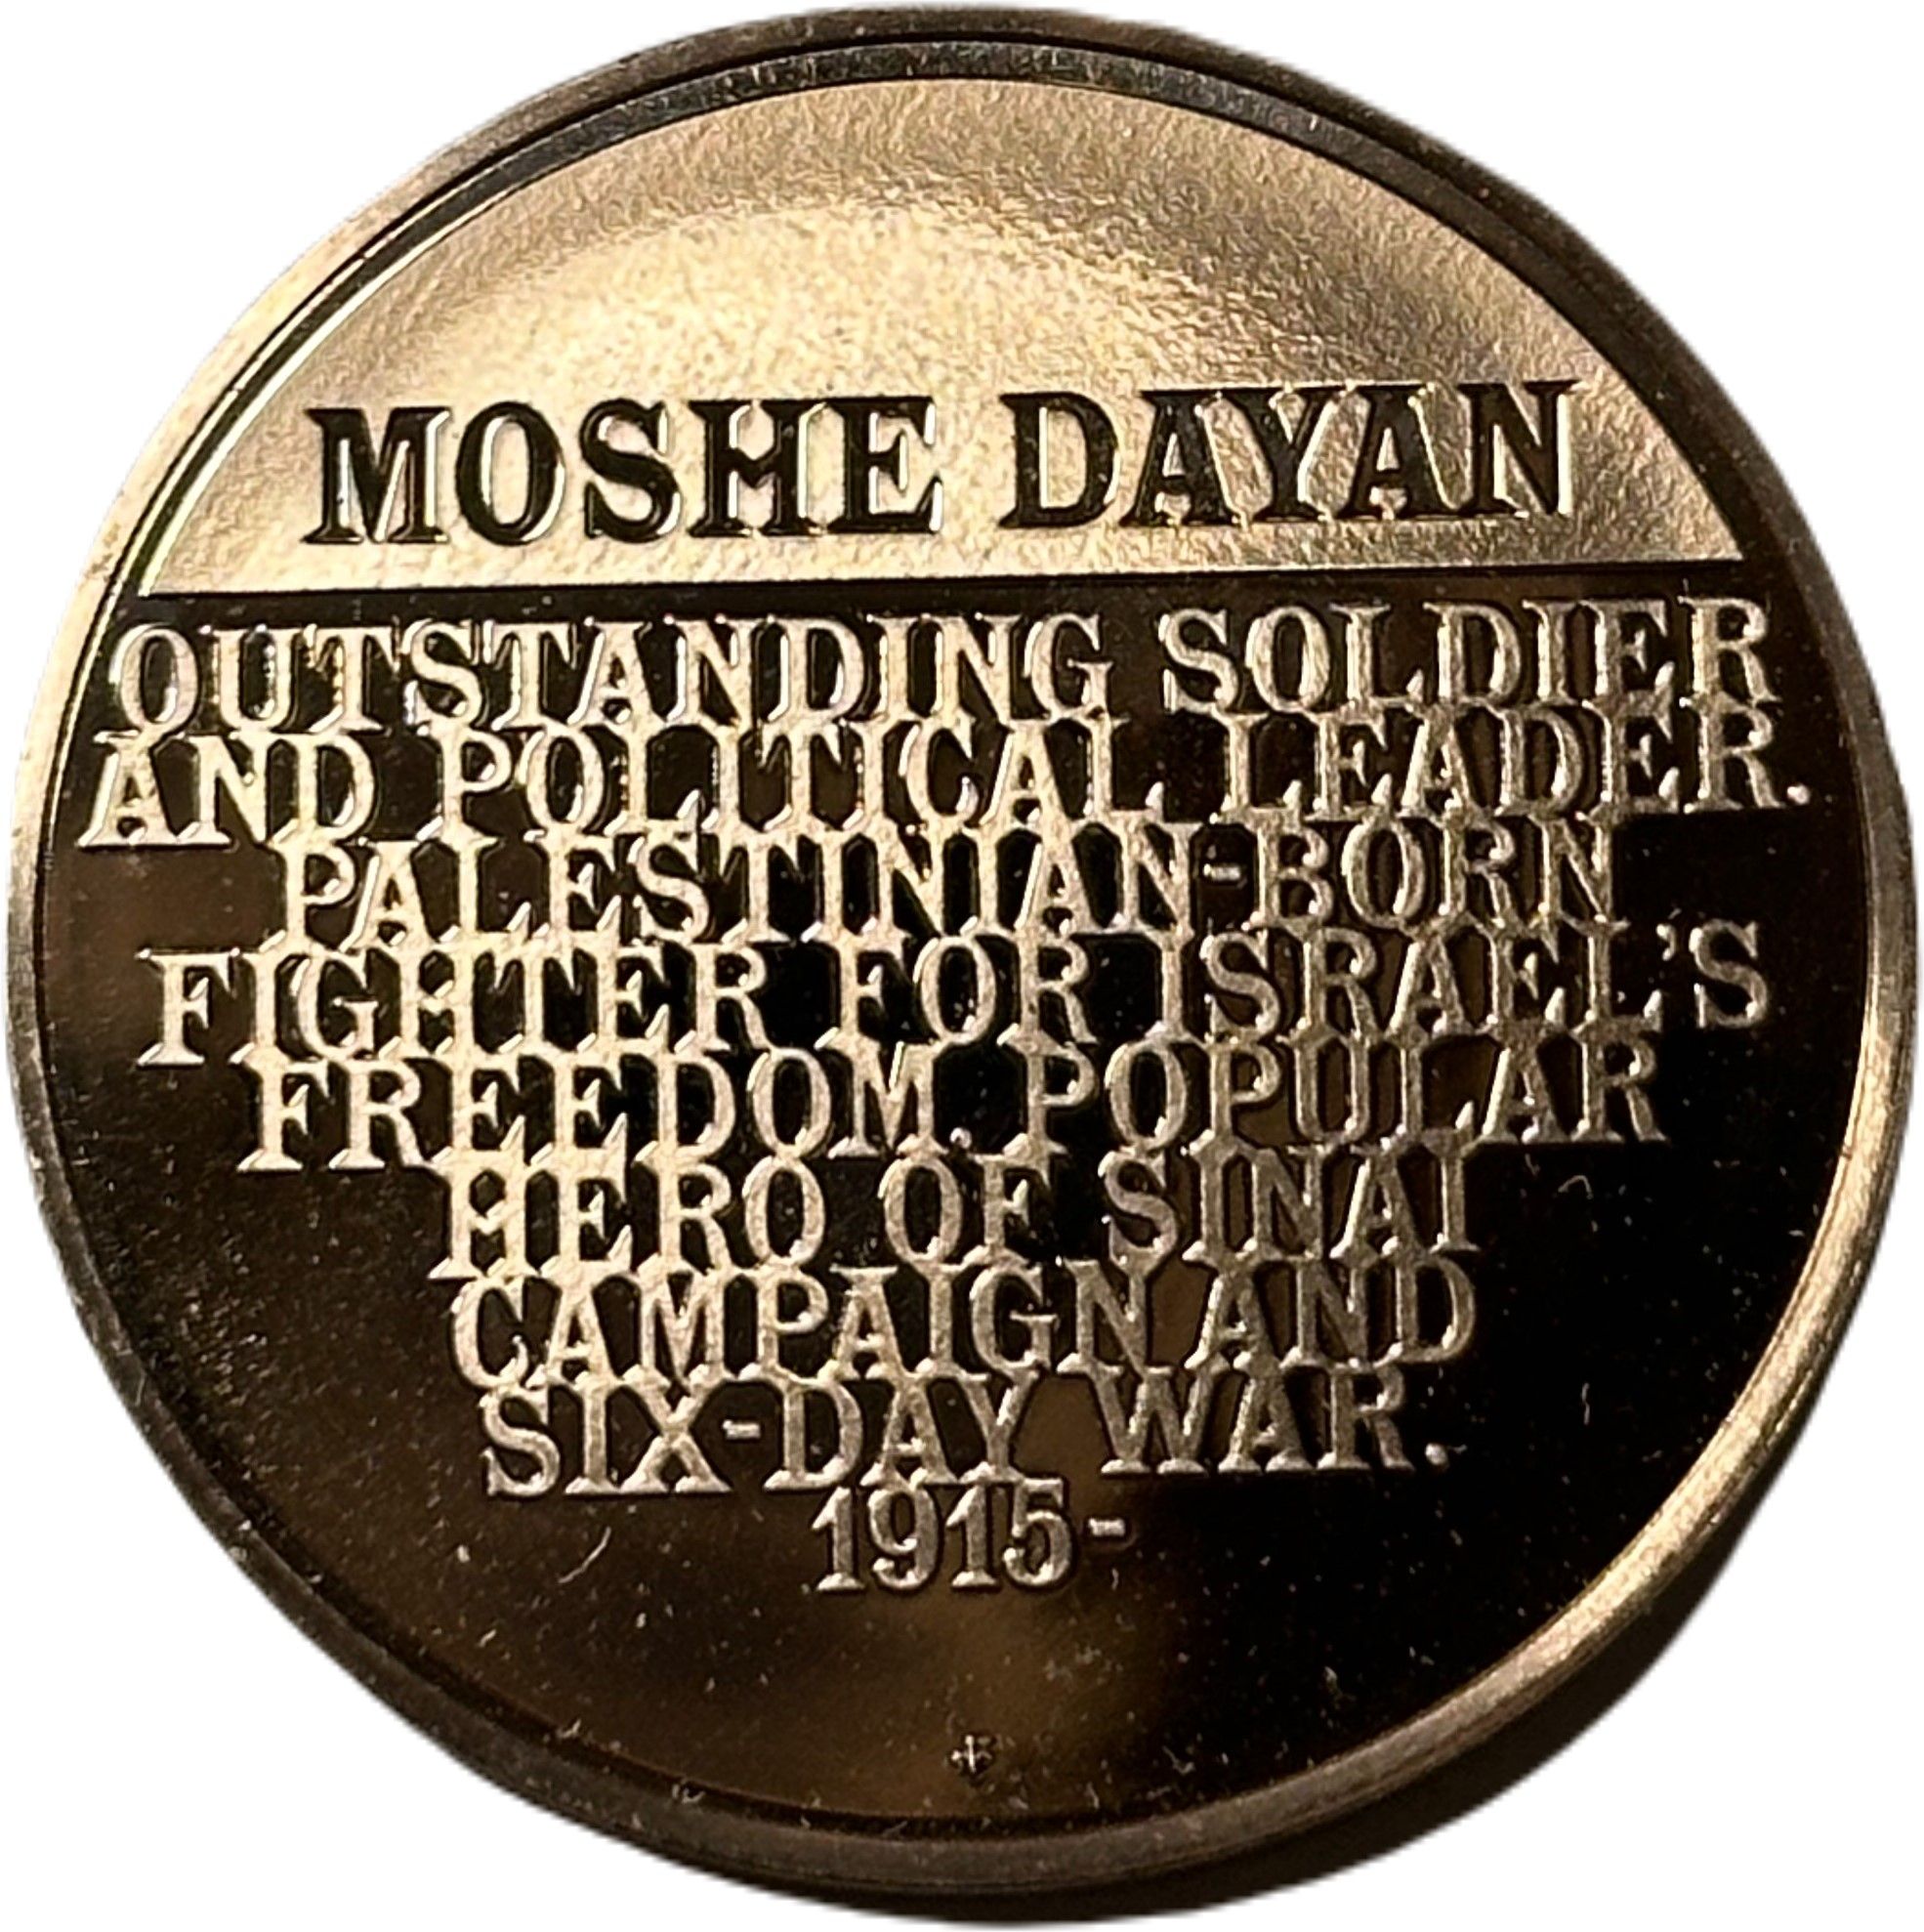 MOSHE DAYAN
OUTSTANDING SOLDIER
AND POLITICAL LEADER.
PALESTINIAN-BORN
FIGHTER FOR ISRAEL'S
FREEDOM. POPULAR
HERO OF SINAI
CAMPAIGN AND
SIX-DAY WAR.
1915-